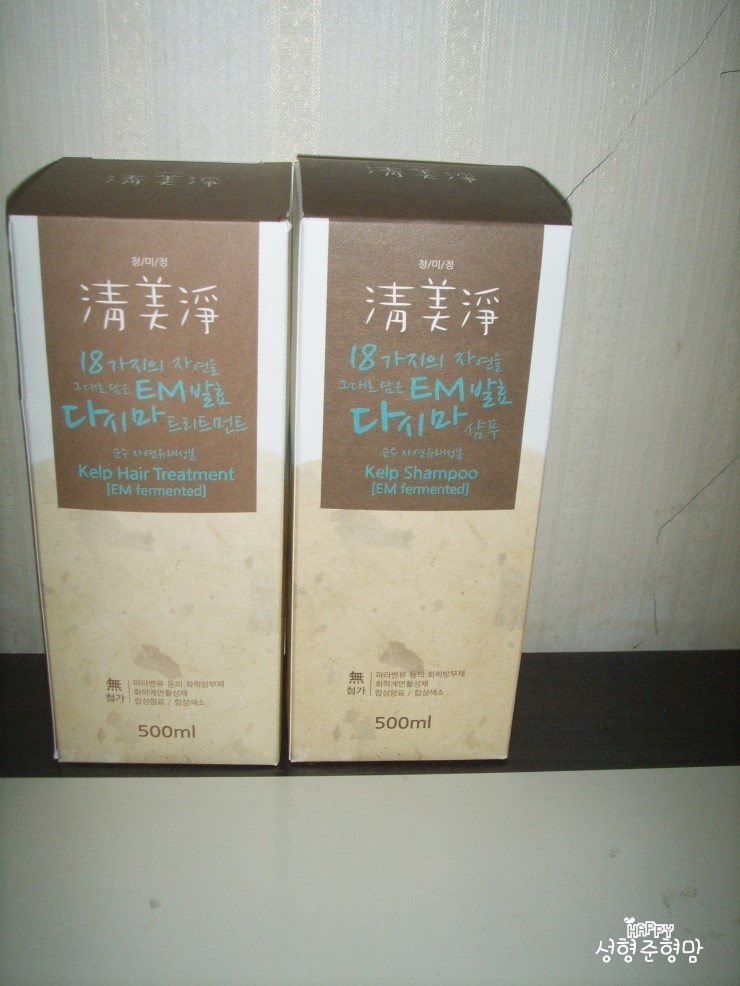 清美淨
청/미/정
清美淨
18가지의 자연을
그대로 담은 EM발효
다시마 트리트먼트
순수 자연유래성분
Kelp Hair Treatment
[EM fermented]
無
첨가
파라벤류 등의 화학방부제
화학계면활성제
합성향료 / 합성색소
500ml
清美淨
청/미/정
清美淨
18가지의 자연을
그대로 담은 EM발효
다시마 샴푸
순수 자연유래성분
Kelp Shampoo
[EM fermented]
無
첨가
파라벤류 등의 화학방부제
화학계면활성제
합성향료 / 합성색소
500ml
HAPPY
성형준형맘